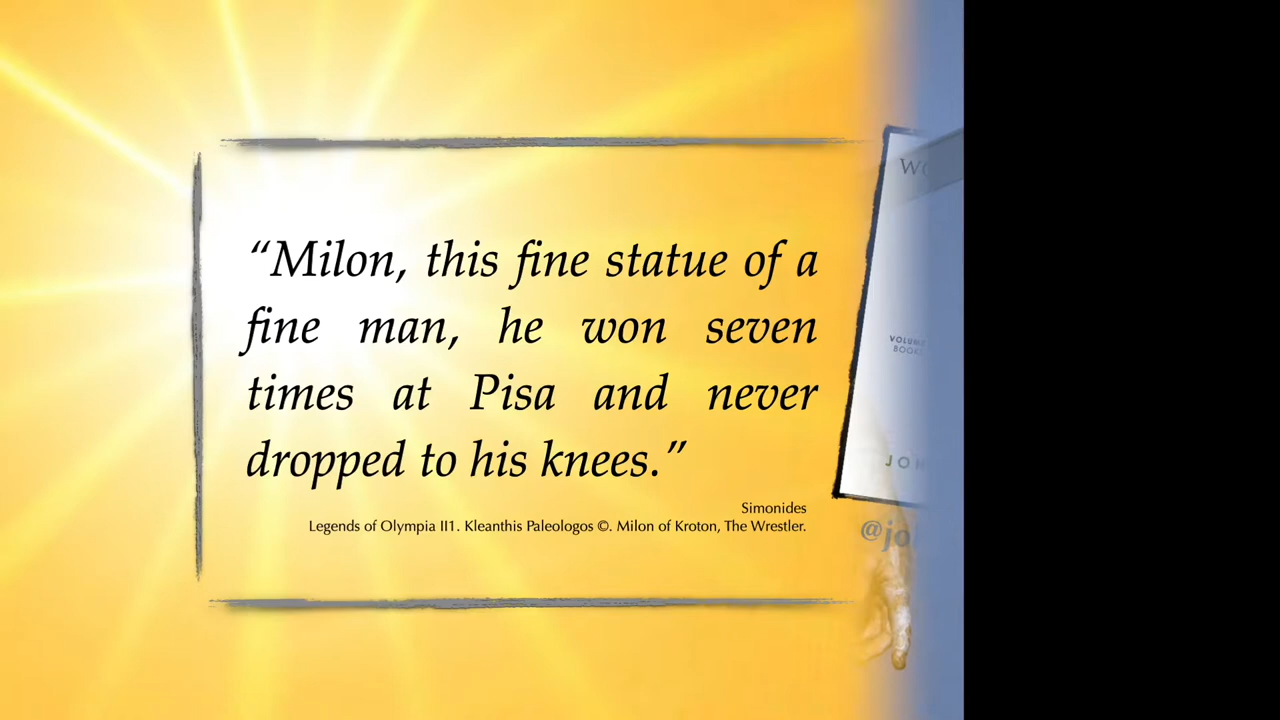 “Milon, this fine statue of a
fine man, he won seven
times at Pisa and never
dropped to his knees.”
Simonides
Legends of Olympia II1. Kleanthis Paleologos ©. Milon of Kroton, The Wrestler.